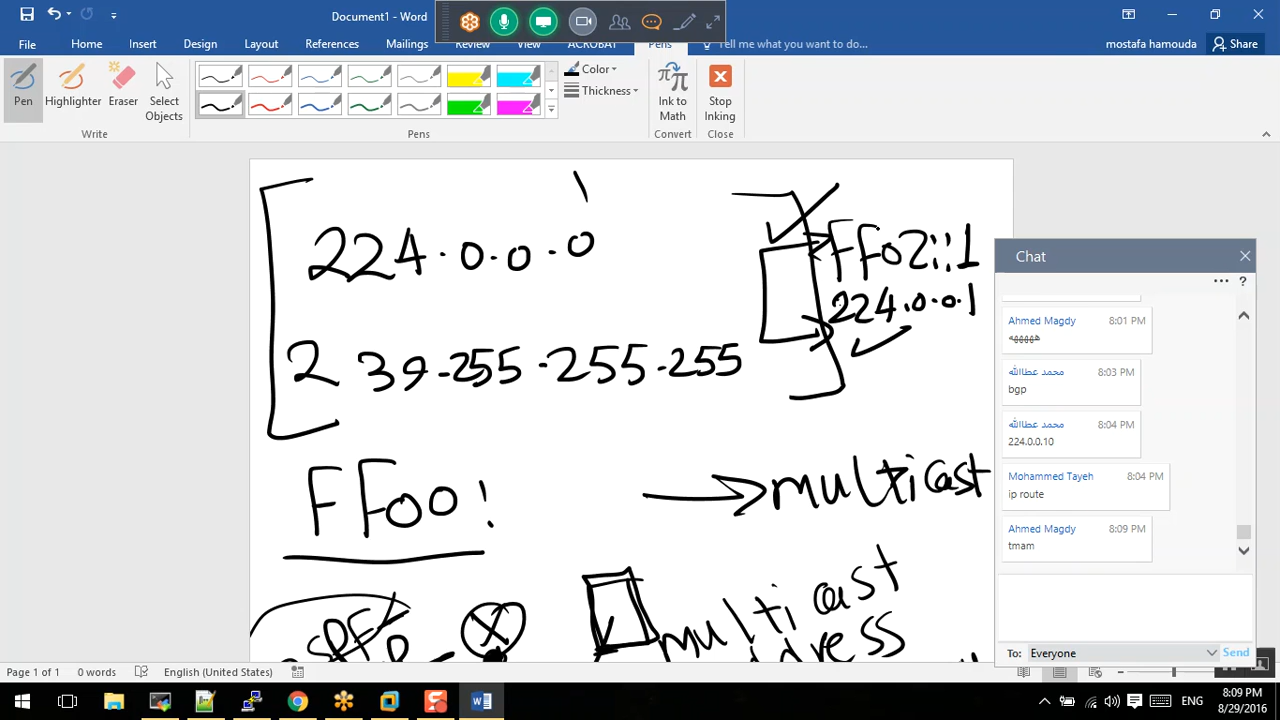 Document1 - Word
File
Home
Insert
Design
Layout
References
Mailings
Review
View
ACROBAT
Pens
Tell me what you want to do...
mostafa hamouda
Share
Pen
Highlighter
Eraser
Select
Objects
Color
Thickness
Ink to
Math
Stop
Inking
Write
Pens
Convert
Close
224.0.0.0
239-255.255.255
FF02::1
224.0.0.1
FF00:
multicast
multicast
Chat
Ahmed Magdy 8:01 PM
ههههه
محمد عطاالله 8:03 PM
bgp
محمد عطاالله 8:04 PM
224.0.0.10
Mohammed Tayeh 8:04 PM
ip route
Ahmed Magdy 8:09 PM
tmam
To: Everyone
Send
Page 1 of 1
0 words
English (United States)
ENG
8:09 PM
8/29/2016